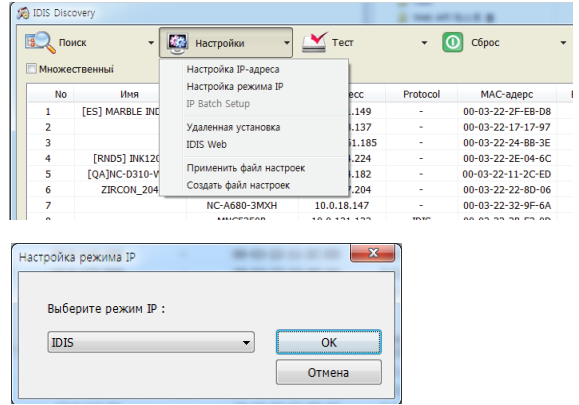 IDIS Discovery
Поиск Настройки Тест Сброс
Множественный
Настройка IP-адреса
Настройка режима IP
IP Batch Setup
Удаленная установка
IDIS Web
Применить файл настроек
Создать файл настроек
No Имя есс Protocol MAC-адерс
1 [ES] MARBLE IND .149 - 00-03-22-2F-EB-D8
2 .137 - 00-03-22-17-17-97
3 51.185 - 00-03-22-24-BB-3E
4 [RND5] INK120 .224 - 00-03-22-2E-04-6C
5 [QA]NC-D310-W .182 - 00-03-22-11-2C-ED
6 ZIRCON_204 7.204 - 00-03-22-22-8D-06
7 NC-A680-3MXH 10.0.18.147 - 00-03-22-32-9F-6A
Настройка режима IP
Выберите режим IP :
IDIS
OK
Отмена